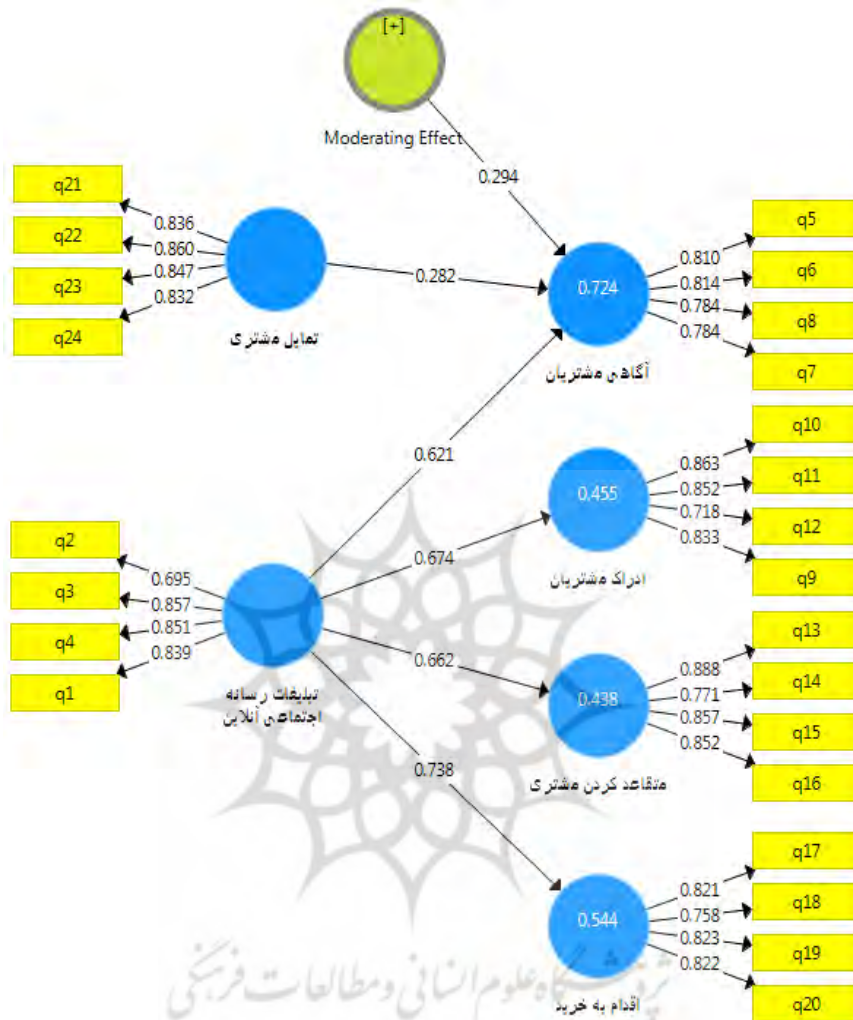 [+]
Moderating Effect
0.294
q21
q22
q23
q24
0.836
0.860
0.847
0.832
تمایل مشتری
0.282
0.724
آگاهی مشتریان
0.810
0.814
0.784
0.784
q5
q6
q8
q7
0.621
q2
q3
q4
q1
0.695
0.857
0.851
0.839
تبلیغات رسانه
اجتماعی آنلاین
0.674
0.455
ادراک مشتریان
0.863
0.852
0.718
0.833
q10
q11
q12
q9
0.662
0.438
متقاعد کردن مشتری
0.888
0.771
0.857
0.852
q13
q14
q15
q16
0.738
0.544
اقدام به خرید
0.821
0.758
0.823
0.822
q17
q18
q19
q20
پژوهشگاه علوم انسانی و مطالعات فرهنگی